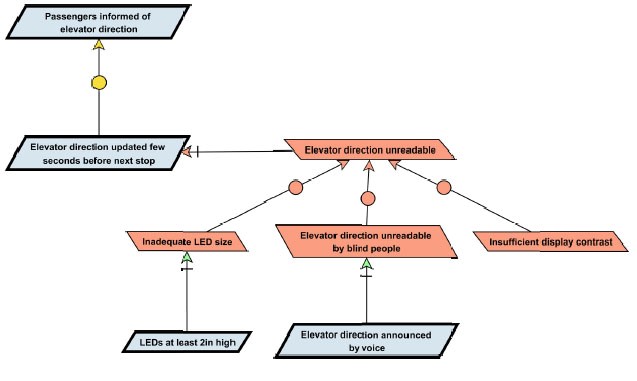 Passengers informed of
elevator direction
Elevator direction updated few
seconds before next stop
Elevator direction unreadable
Inadequate LED size
Elevator direction unreadable
by blind people
Insufficient display contrast
LEDs at least 2in high
Elevator direction announced
by voice